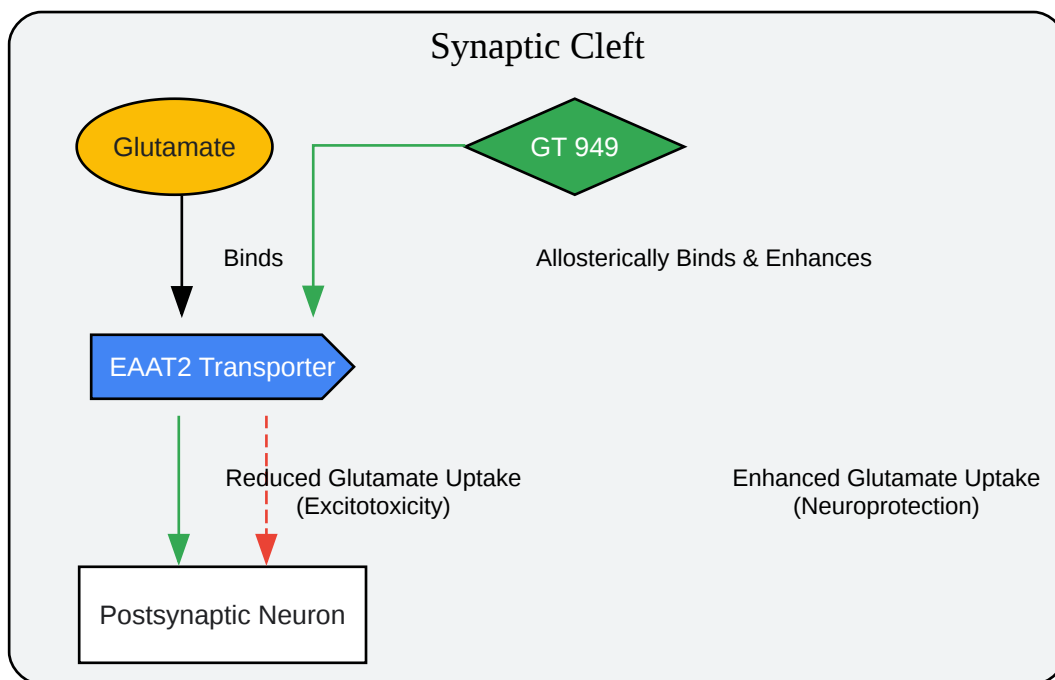 Synaptic Cleft
Glutamate
GT 949
Binds
Allosterically Binds & Enhances
EAAT2 Transporter
Reduced Glutamate Uptake
(Excitotoxicity)
Enhanced Glutamate Uptake
(Neuroprotection)
Postsynaptic Neuron